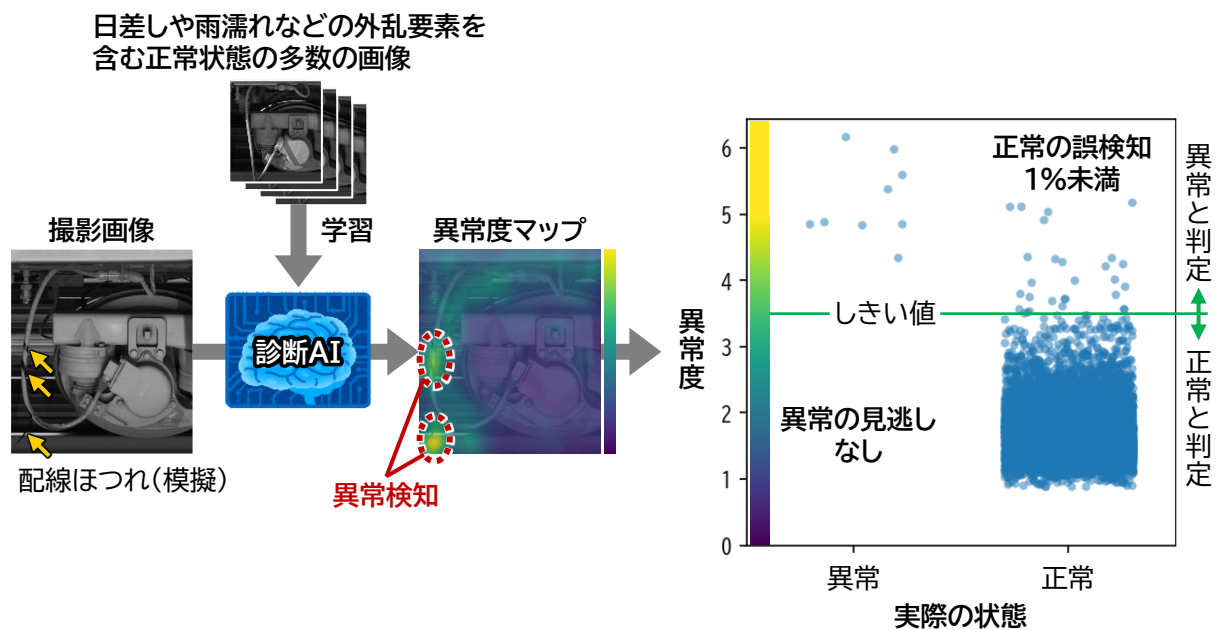 日差しや雨濡れなどの外乱要素を
含む正常状態の多数の画像
学習
撮影画像
診断AI
異常度マップ
配線ほつれ(模擬)
異常検知
異常度
6
5
4
3
2
1
0
正常の誤検知
1%未満
しきい値
異常の見逃し
なし
異常と判定
正常と判定
異常
正常
実際の状態